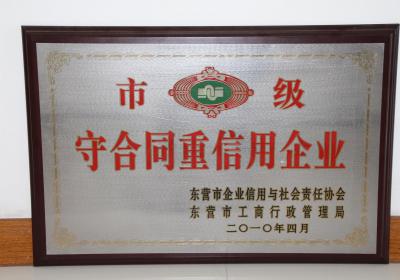 市 级
守合同重信用企业
东营市企业信用与社会责任协会
东营市工商行政管理局
二〇一〇年四月